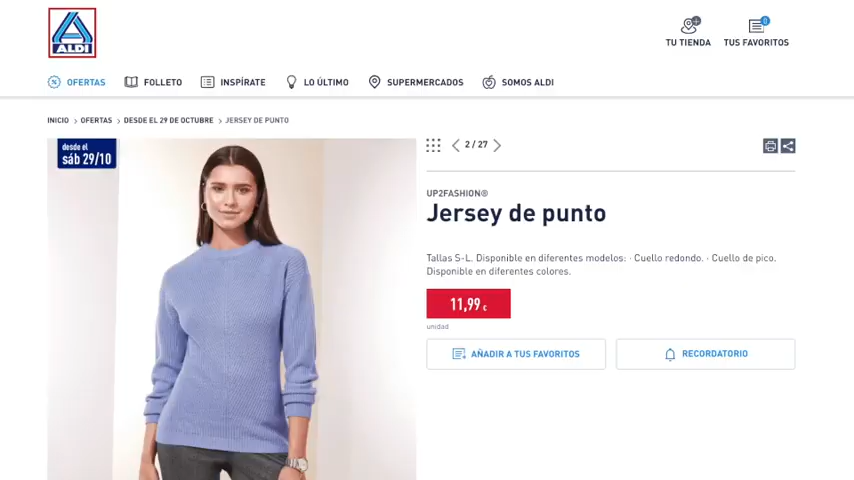 ALDI
TU TIENDA
0
TUS FAVORITOS
OFERTAS
FOLLETO
INSPÍRATE
LO ÚLTIMO
SUPERMERCADOS
SOMOS ALDI
INICIO > OFERTAS > DESDE EL 29 DE OCTUBRE > JERSEY DE PUNTO
desde el
sáb 29/10
2 / 27
UP2FASHION®
Jersey de punto
Tallas S-L. Disponible en diferentes modelos: · Cuello redondo. · Cuello de pico.
Disponible en diferentes colores.
11,99 €
unidad
AÑADIR A TUS FAVORITOS
RECORDATORIO